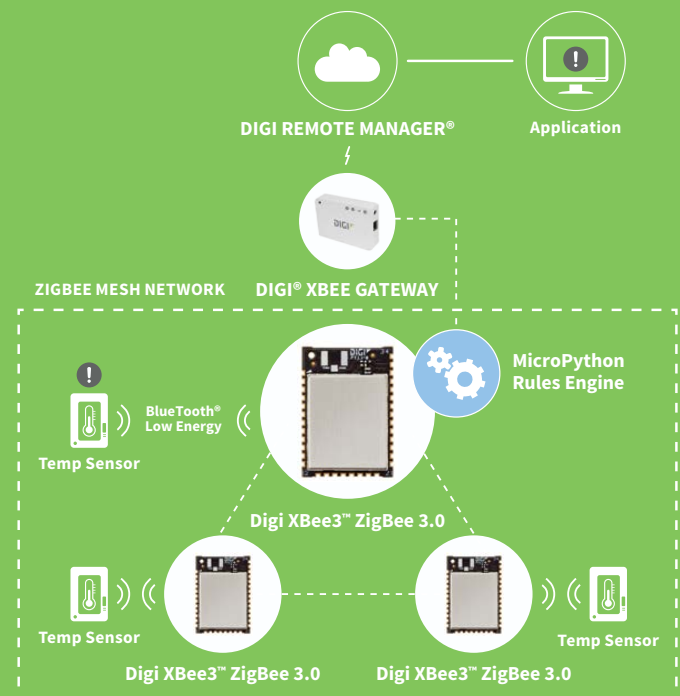 DIGI REMOTE MANAGER®
Application
DIGI
ZIGBEE MESH NETWORK
DIGI® XBEE GATEWAY
DIGI
MicroPython
Rules Engine
BlueTooth®
Low Energy
Temp Sensor
Digi XBee3™ ZigBee 3.0
Temp Sensor
Temp Sensor
Digi XBee3™ ZigBee 3.0
Digi XBee3™ ZigBee 3.0